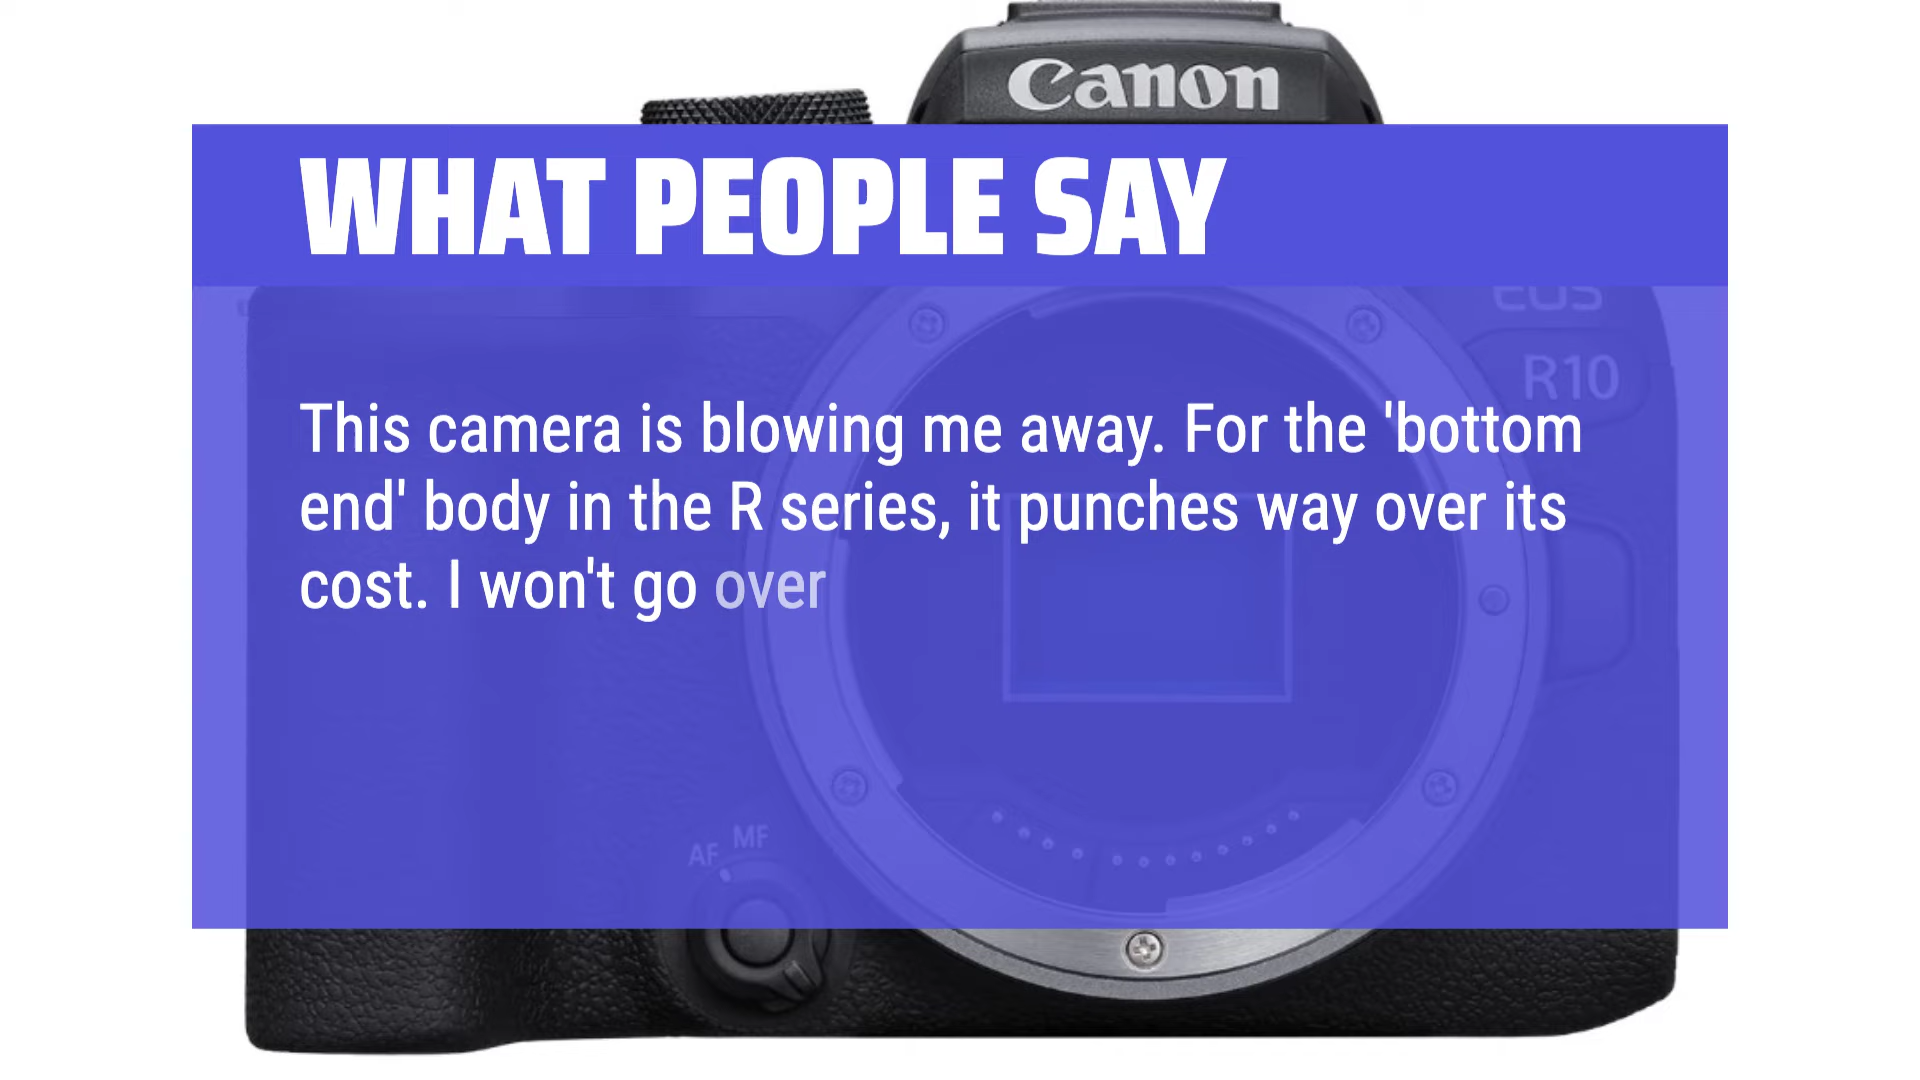 Canon
WHAT PEOPLE SAY
EOS
R10
This camera is blowing me away. For the 'bottom
end' body in the R series, it punches way over its
cost. I won't go over
MF
AF